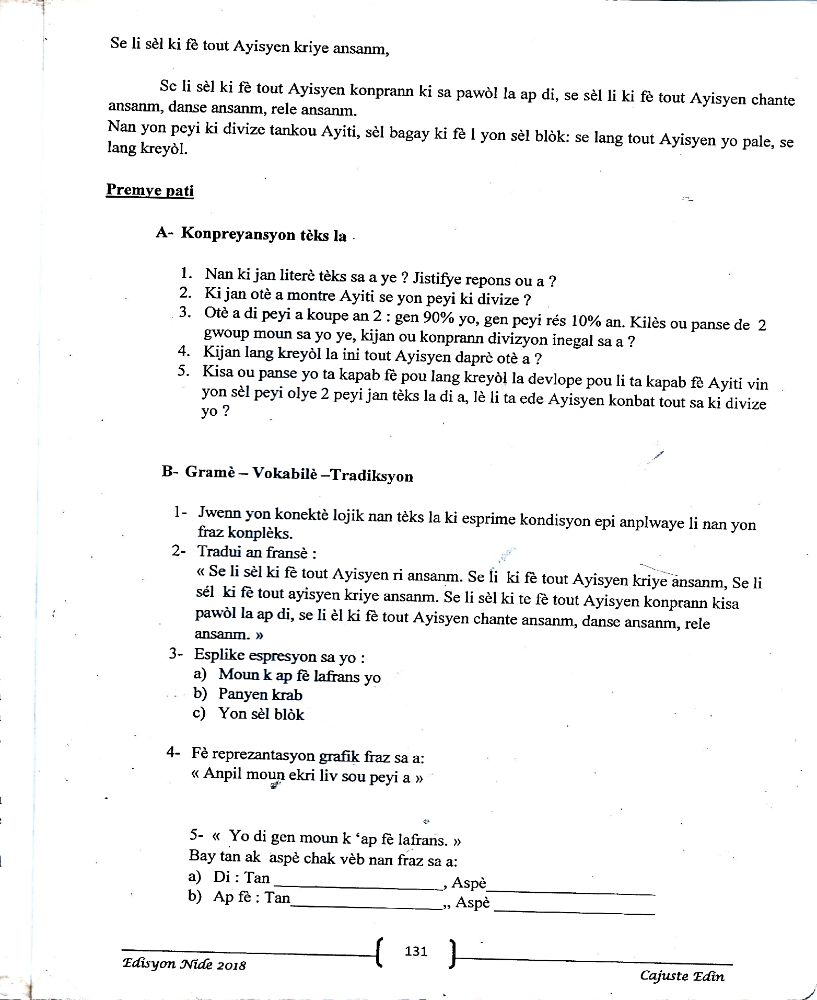 Se li sèl ki fè tout Ayisyen kriye ansanm,
Se li sèl ki fè tout Ayisyen konprann ki sa pawòl la ap di, se sèl li ki fè tout Ayisyen chante
ansanm, danse ansanm, rele ansanm.
Nan yon peyi ki divize tankou Ayiti, sèl bagay ki fè l yon sèl blòk: se lang tout Ayisyen yo pale, se
lang kreyòl.
Premye pati
A- Konpreyansyon tèks la
1. Nan ki jan literè tèks sa a ye ? Jistifye repons ou a ?
2. Ki jan otè a montre Ayiti se yon peyi ki divize ?
3. Otè a di peyi a koupe an 2 : gen 90% yo, gen peyi rés 10% an. Kilès ou panse de 2
gwoup moun sa yo ye, kijan ou konprann divizyon inegal sa a ?
4. Kijan lang kreyòl la ini tout Ayisyen daprè otè a ?
5. Kisa ou panse yo ta kapab fè pou lang kreyòl la devlope pou li ta kapab fè Ayiti vin
yon sèl peyi olye 2 peyi jan tèks la di a, lè li ta ede Ayisyen konbat tout sa ki divize
yo ?
B- Gramè – Vokabilè –Tradiksyon
1- Jwenn yon konektè lojik nan tèks la ki esprime kondisyon epi anplwaye li nan yon
fraz konplèks.
2- Tradui an fransè :
« Se li sèl ki fè tout Ayisyen ri ansanm. Se li ki fè tout Ayisyen kriye ansanm, Se li
sél ki fè tout ayisyen kriye ansanm. Se li sèl ki te fè tout Ayisyen konprann kisa
pawòl la ap di, se li èl ki fè tout Ayisyen chante ansanm, danse ansanm, rele
ansanm. »
3- Esplike espresyon sa yo :
a) Moun k ap fè lafrans yo
b) Panyen krab
c) Yon sèl blòk
4- Fè reprezantasyon grafik fraz sa a:
« Anpil moun ekri liv sou peyi a »
5- « Yo di gen moun k ‘ap fè lafrans. »
Bay tan ak aspè chak vèb nan fraz sa a:
a) Di : Tan ____________________, Aspè____________________
b) Ap fè : Tan____________________,, Aspè ____________________
131
Edisyon Nide 2018
Cajuste Edin